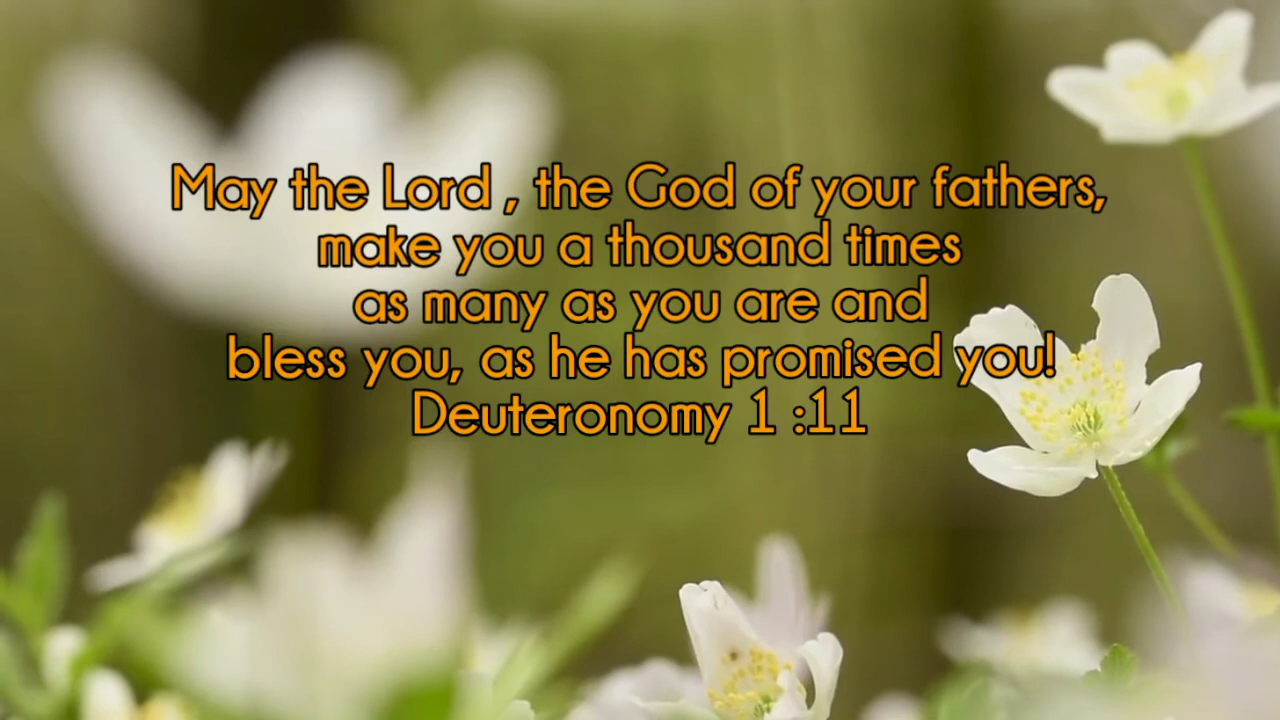 May the Lord , the God of your fathers,
make you a thousand times
as many as you are and
bless you, as he has promised you!
Deuteronomy 1 :11